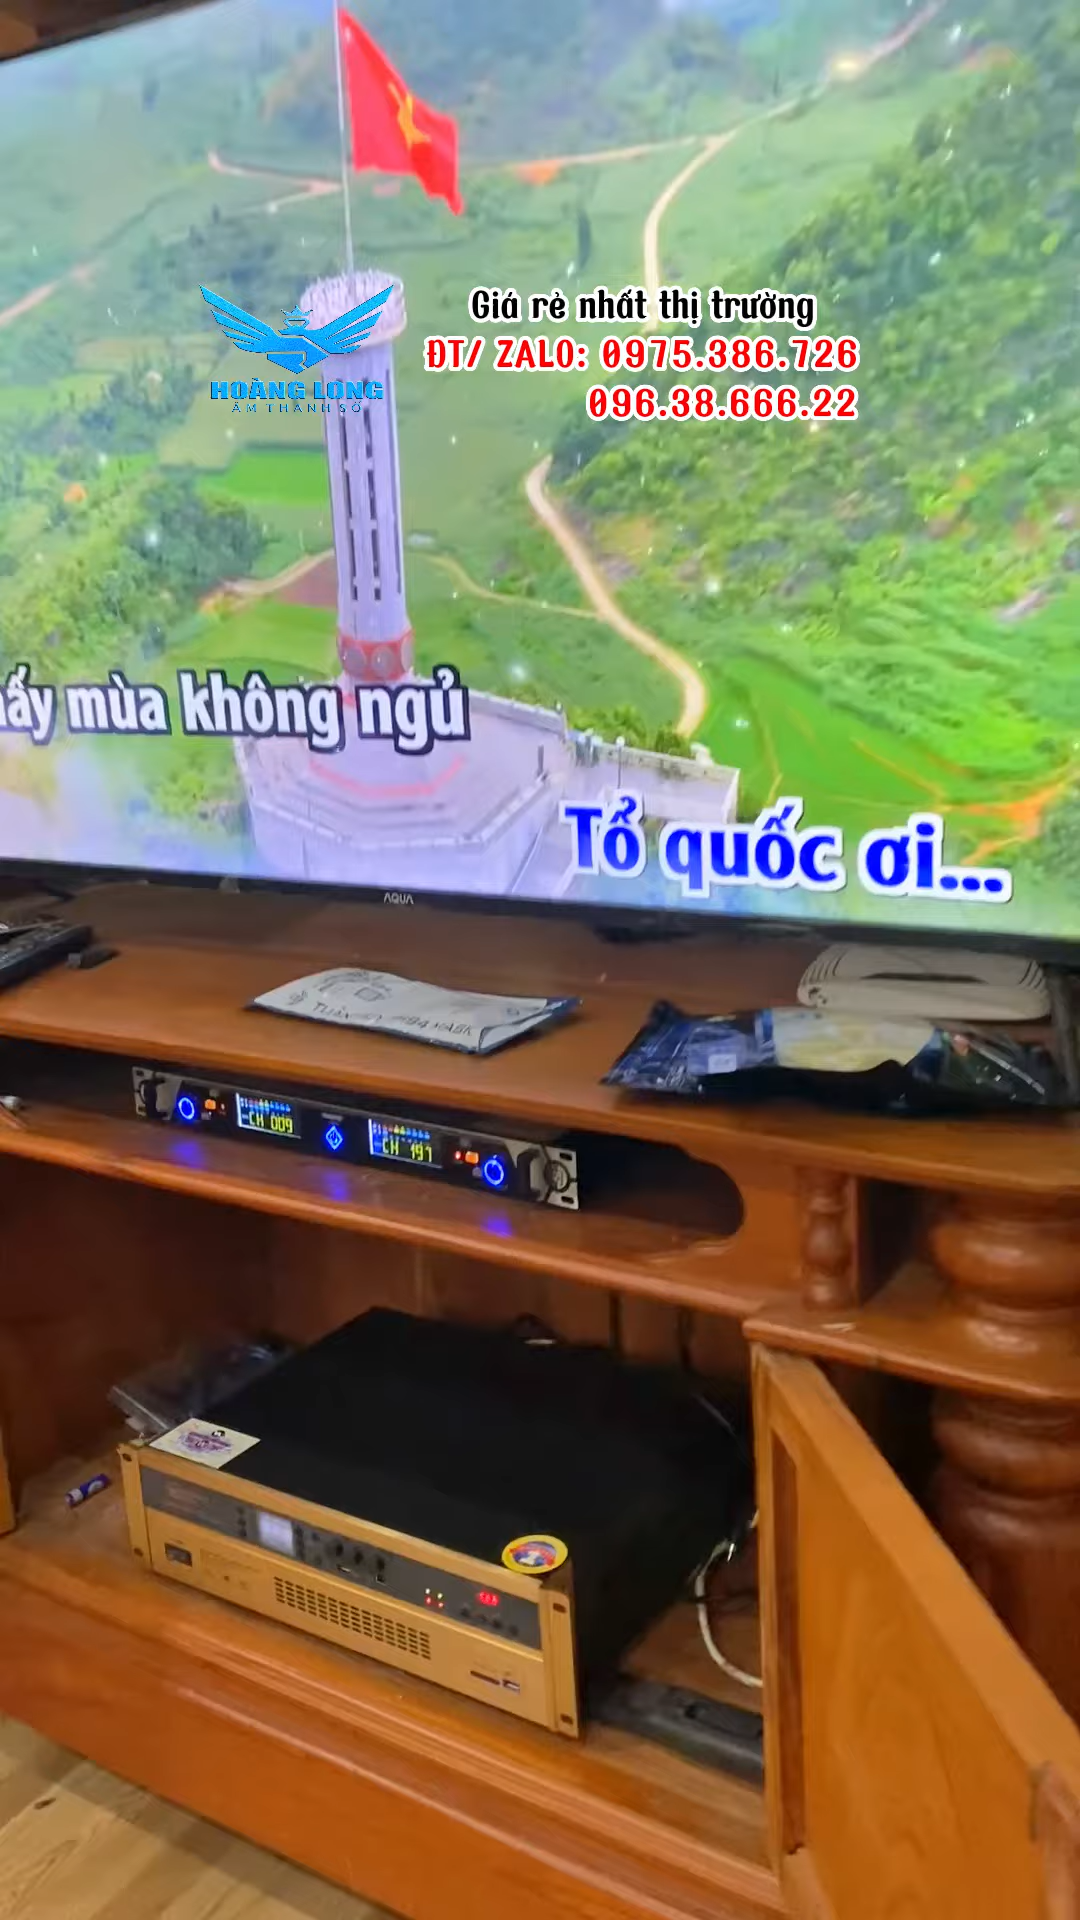 Giá rẻ nhất thị trường
ĐT/ ZALO: 0975.386.726
096.38.666.22
HOÀNG LONG
ÂM THANH SỐ
mùa không ngủ
Tổ quốc ơi...
AQUA
CH 009
CH 197